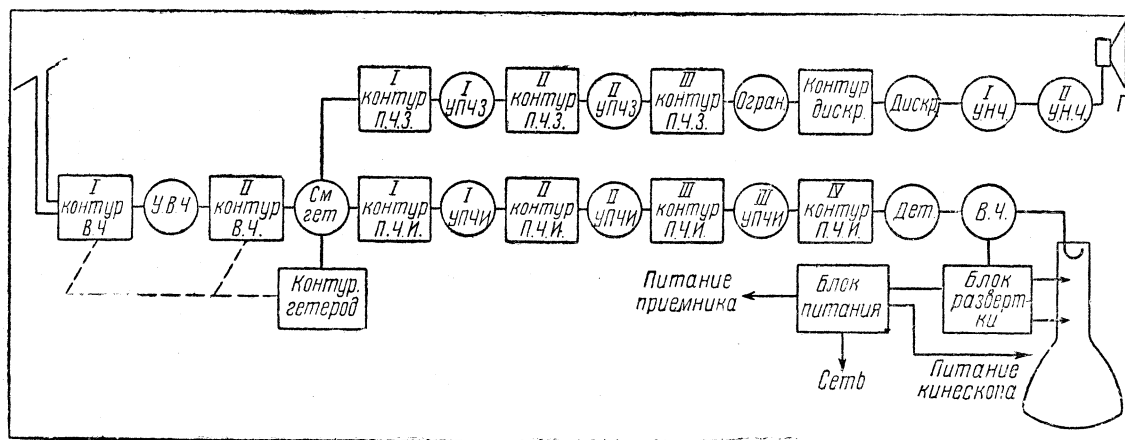 I
контур
П.Ч.З.
I
УПЧЗ
II
контур
П.Ч.З.
II
УПЧЗ
III
контур
П.Ч.З.
Огран.
Контур
дискр.
Дискр.
I
УНЧ.
II
У.Н.Ч.
Г
I
контур
В.Ч
У.В.Ч
II
контур
В.Ч.
См
гет
I
контур
П.Ч.И.
I
УПЧИ
II
контур
П.Ч.И.
II
УПЧИ
III
контур
П.Ч.И.
III
УПЧИ
IV
контур
П.Ч.И.
Дет.
В.Ч.
Контур.
гетерод
Питание
приемника
Блок
питания
Блок
разверт-
ки
Сеть
Питание
кинескопа